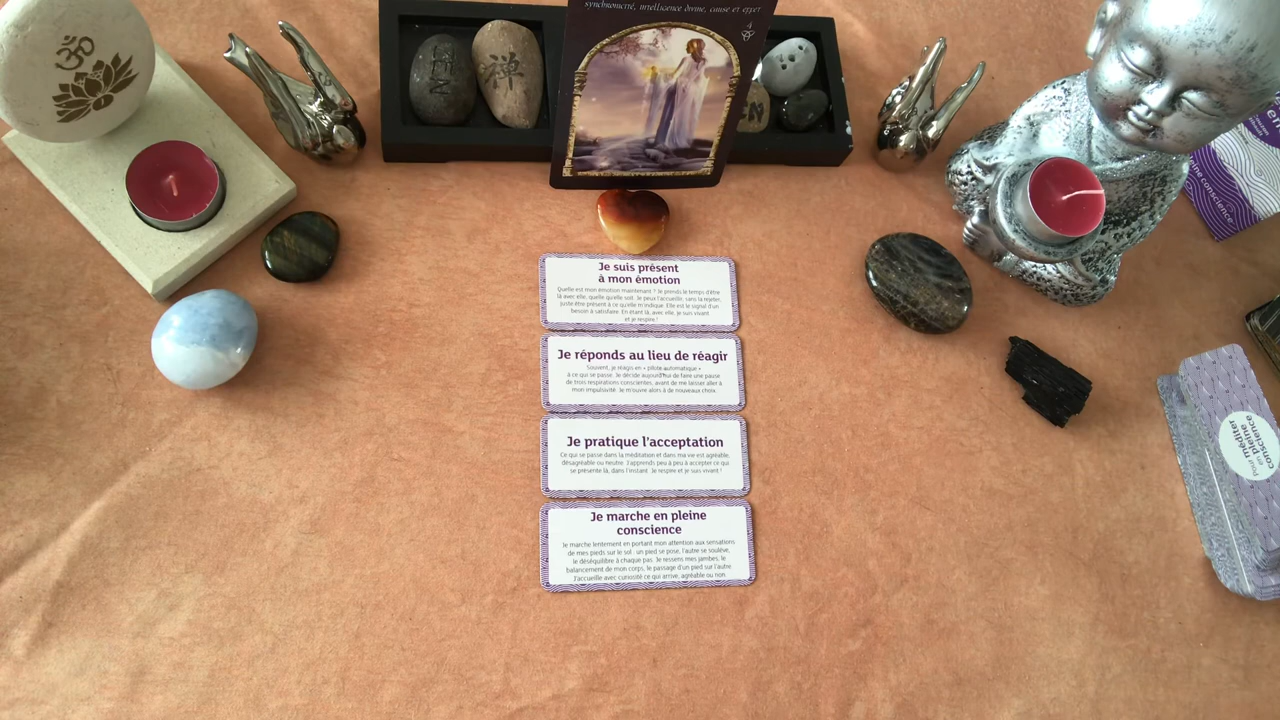 synchronicité, intelligence divine, cause et effet
ॐ
ZEN
禅
Je suis présent
à mon émotion
Quelle est mon émotion maintenant ? Je prends le temps d'être
là avec elle, quelle qu'elle soit. Je peux l'accueillir, sans la rejeter,
juste être présent à ce qu'elle m'indique. Elle est le signal d'un
besoin à satisfaire. En étant là, avec elle, je suis vivant
et je respire !
Je réponds au lieu de réagir
Souvent, je réagis en « pilote automatique »
à ce qui se passe. Je décide aujourd'hui de faire une pause
de trois respirations conscientes, avant de me laisser aller à
mon impulsivité. Je m'ouvre alors à de nouveaux choix.
Je pratique l'acceptation
Ce qui se passe dans la méditation et dans ma vie est agréable,
désagréable ou neutre. J'apprends peu à peu à accepter ce qui
se présente là, dans l'instant. Je respire et je suis vivant !
Je marche en pleine
conscience
Je marche lentement en portant mon attention aux sensations
de mes pieds sur le sol : un pied se pose, l'autre se soulève,
le déséquilibre à chaque pas. Je ressens mes jambes, le
balancement de mon corps, le passage d'un pied sur l'autre
J'accueille avec curiosité ce qui arrive, agréable ou non
conscience
Pour méditer
en pleine
conscience